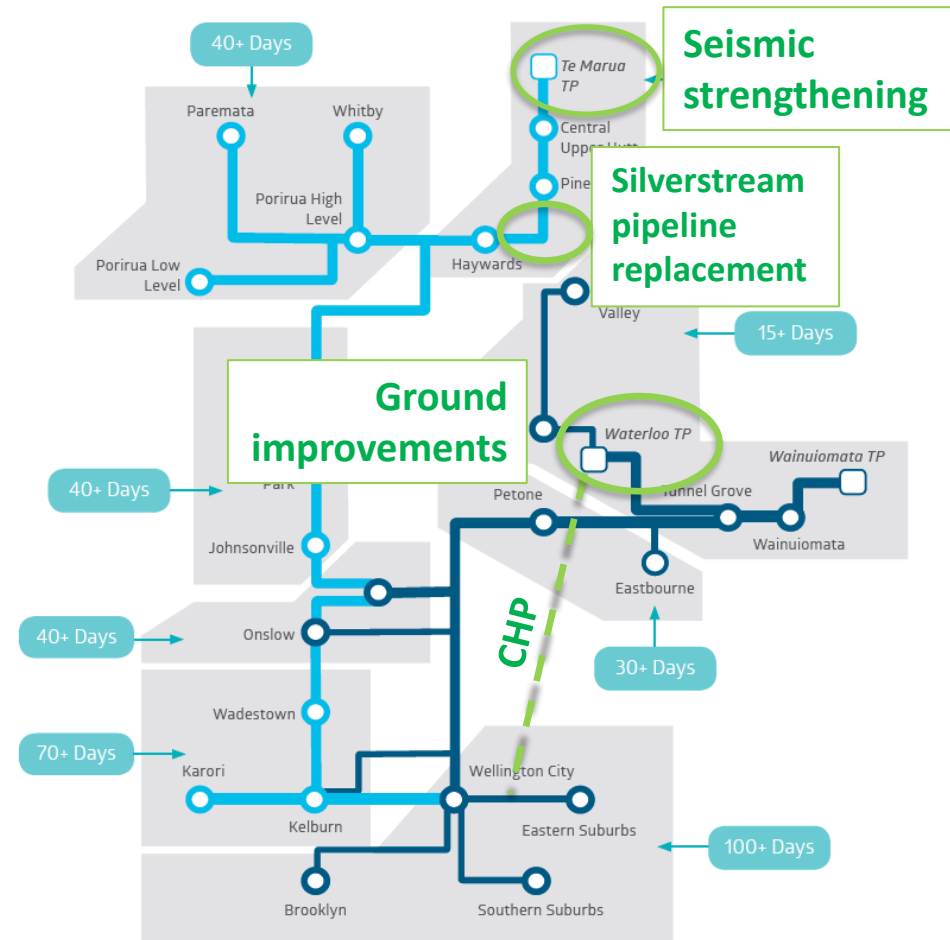 40+ Days
Seismic
strengthening
Te Marua
TP
Paremata
Whitby
Central
Upper Hutt
Silverstream
pipeline
replacement
Pine
Porirua High
Level
Porirua Low
Level
Haywards
Valley
15+ Days
Ground
improvements
Waterloo TP
Wainuiomata TP
40+ Days
Park
Petone
Tunnel Grove
Wainuiomata
Johnsonville
Eastbourne
CHP
40+ Days
Onslow
30+ Days
Wadestown
70+ Days
Karori
Wellington City
Kelburn
Eastern Suburbs
100+ Days
Brooklyn
Southern Suburbs